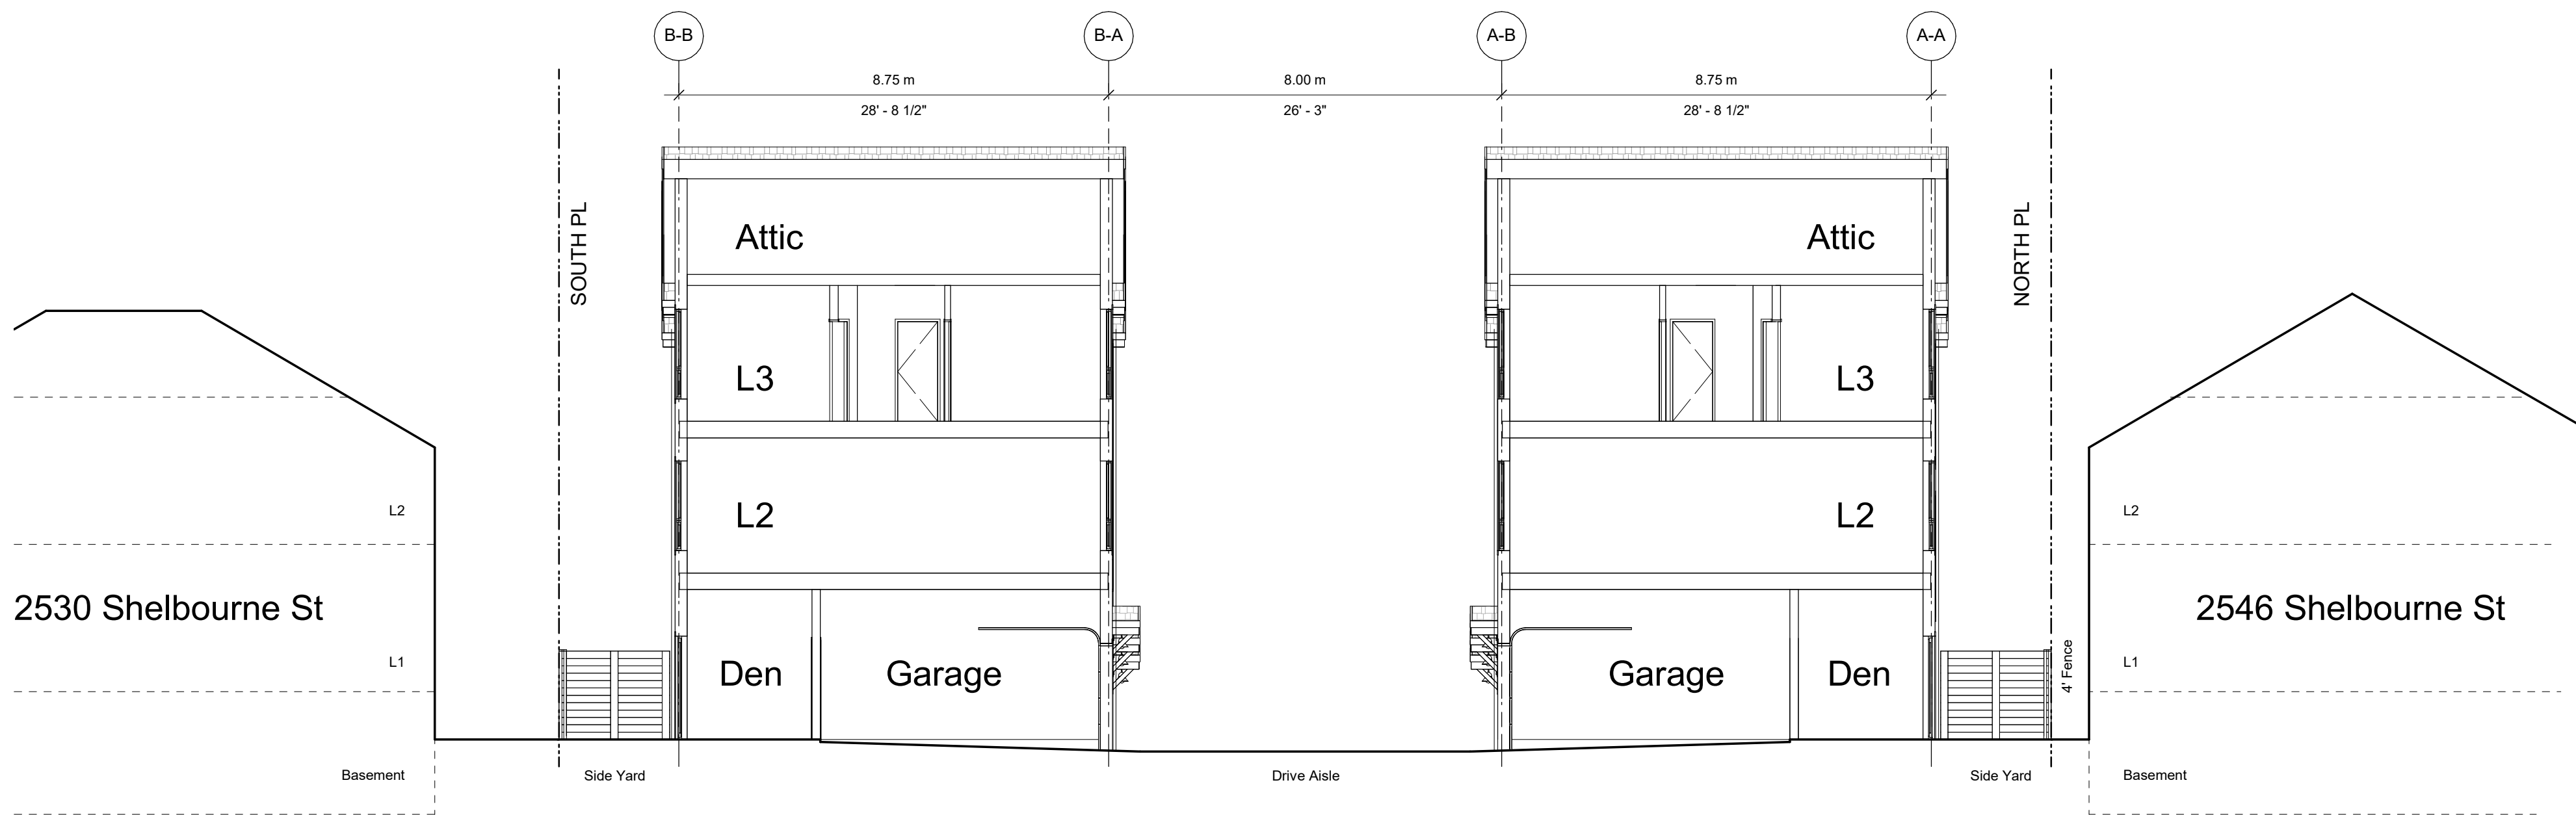 B-B
B-A
A-B
A-A
8.75 m
8.00 m
8.75 m
28' - 8 1/2"
26' - 3"
28' - 8 1/2"
SOUTH PL
NORTH PL
Attic
Attic
L3
L3
L2
L2
L2
L2
2530 Shelbourne St
2546 Shelbourne St
L1
L1
4' Fence
Den
Garage
Garage
Den
Basement
Side Yard
Drive Aisle
Side Yard
Basement